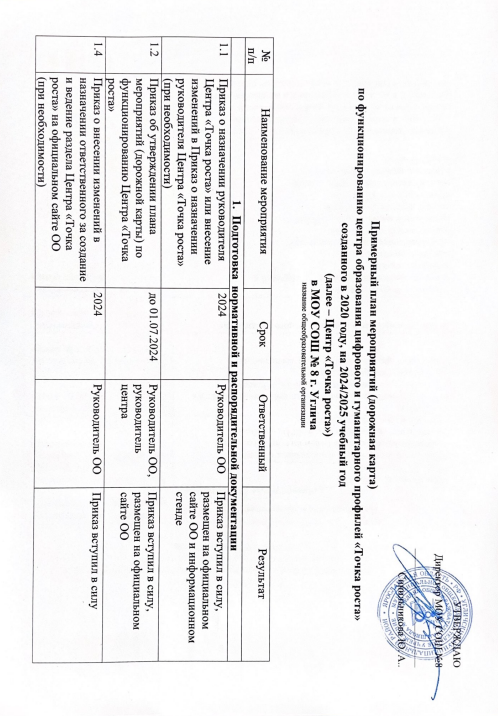 УТВЕРЖДАЮ
Директор МОУ СОШ №8
Сдобникова Ю. А..
Примерный план мероприятий (дорожная карта)
по функционированию центра образования цифрового и гуманитарного профилей «Точка роста»
созданного в 2020 году, на 2024/2025 учебный год
(далее – Центр «Точка роста»)
в МОУ СОШ № 8 г. Углича
название общеобразовательной организации
№ п/п Наименование мероприятия Срок Ответственный Результат
1. Подготовка нормативной и распорядительной документации
1.1 Приказ о назначении руководителя 2024 Руководитель ОО Приказ вступил в силу,
Центра «Точка роста» или внесение размещен на официальном
изменений в Приказ о назначении сайте ОО и информационном
руководителя Центра «Точка роста» стенде
(при необходимости)
1.2 Приказ об утверждении плана до 01.07.2024 Руководитель ОО, Приказ вступил в силу,
мероприятий (дорожной карты) по руководитель размещен на официальном
функционированию Центра «Точка центра сайте ОО
роста»
1.4 Приказ о внесении изменений в 2024 Руководитель ОО Приказ вступил в силу
назначении ответственного за создание
и ведение раздела Центра «Точка
роста» на официальном сайте ОО
(при необходимости)